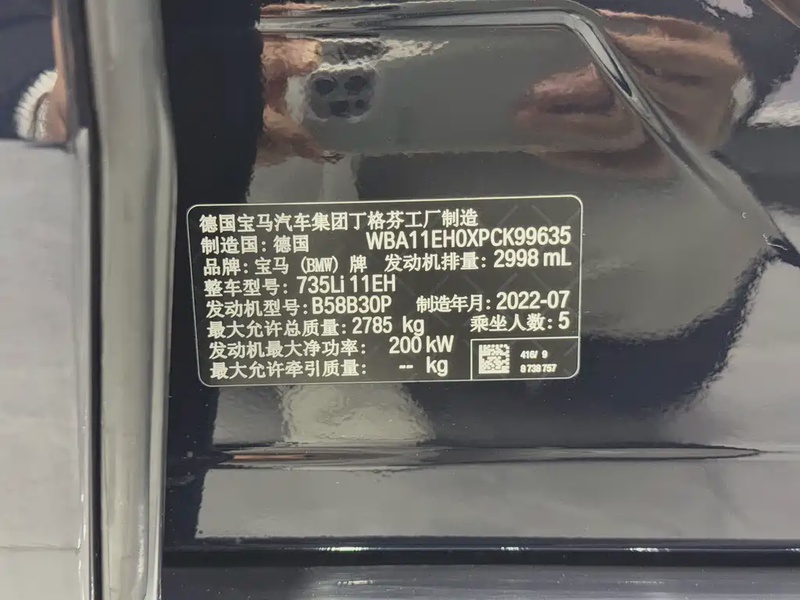 德国宝马汽车集团丁格芬工厂制造
制造国: 德国 WBA11EH0XPCK99635
品牌: 宝马 (BMW) 牌 发动机排量: 2998 mL
整车型号: 735Li 11EH
发动机型号: B58B30P 制造年月: 2022-07
最大允许总质量: 2785 kg 乘坐人数: 5
发动机最大净功率: 200 kW
最大允许牵引质量: -- kg
416/ 9
8 738 757